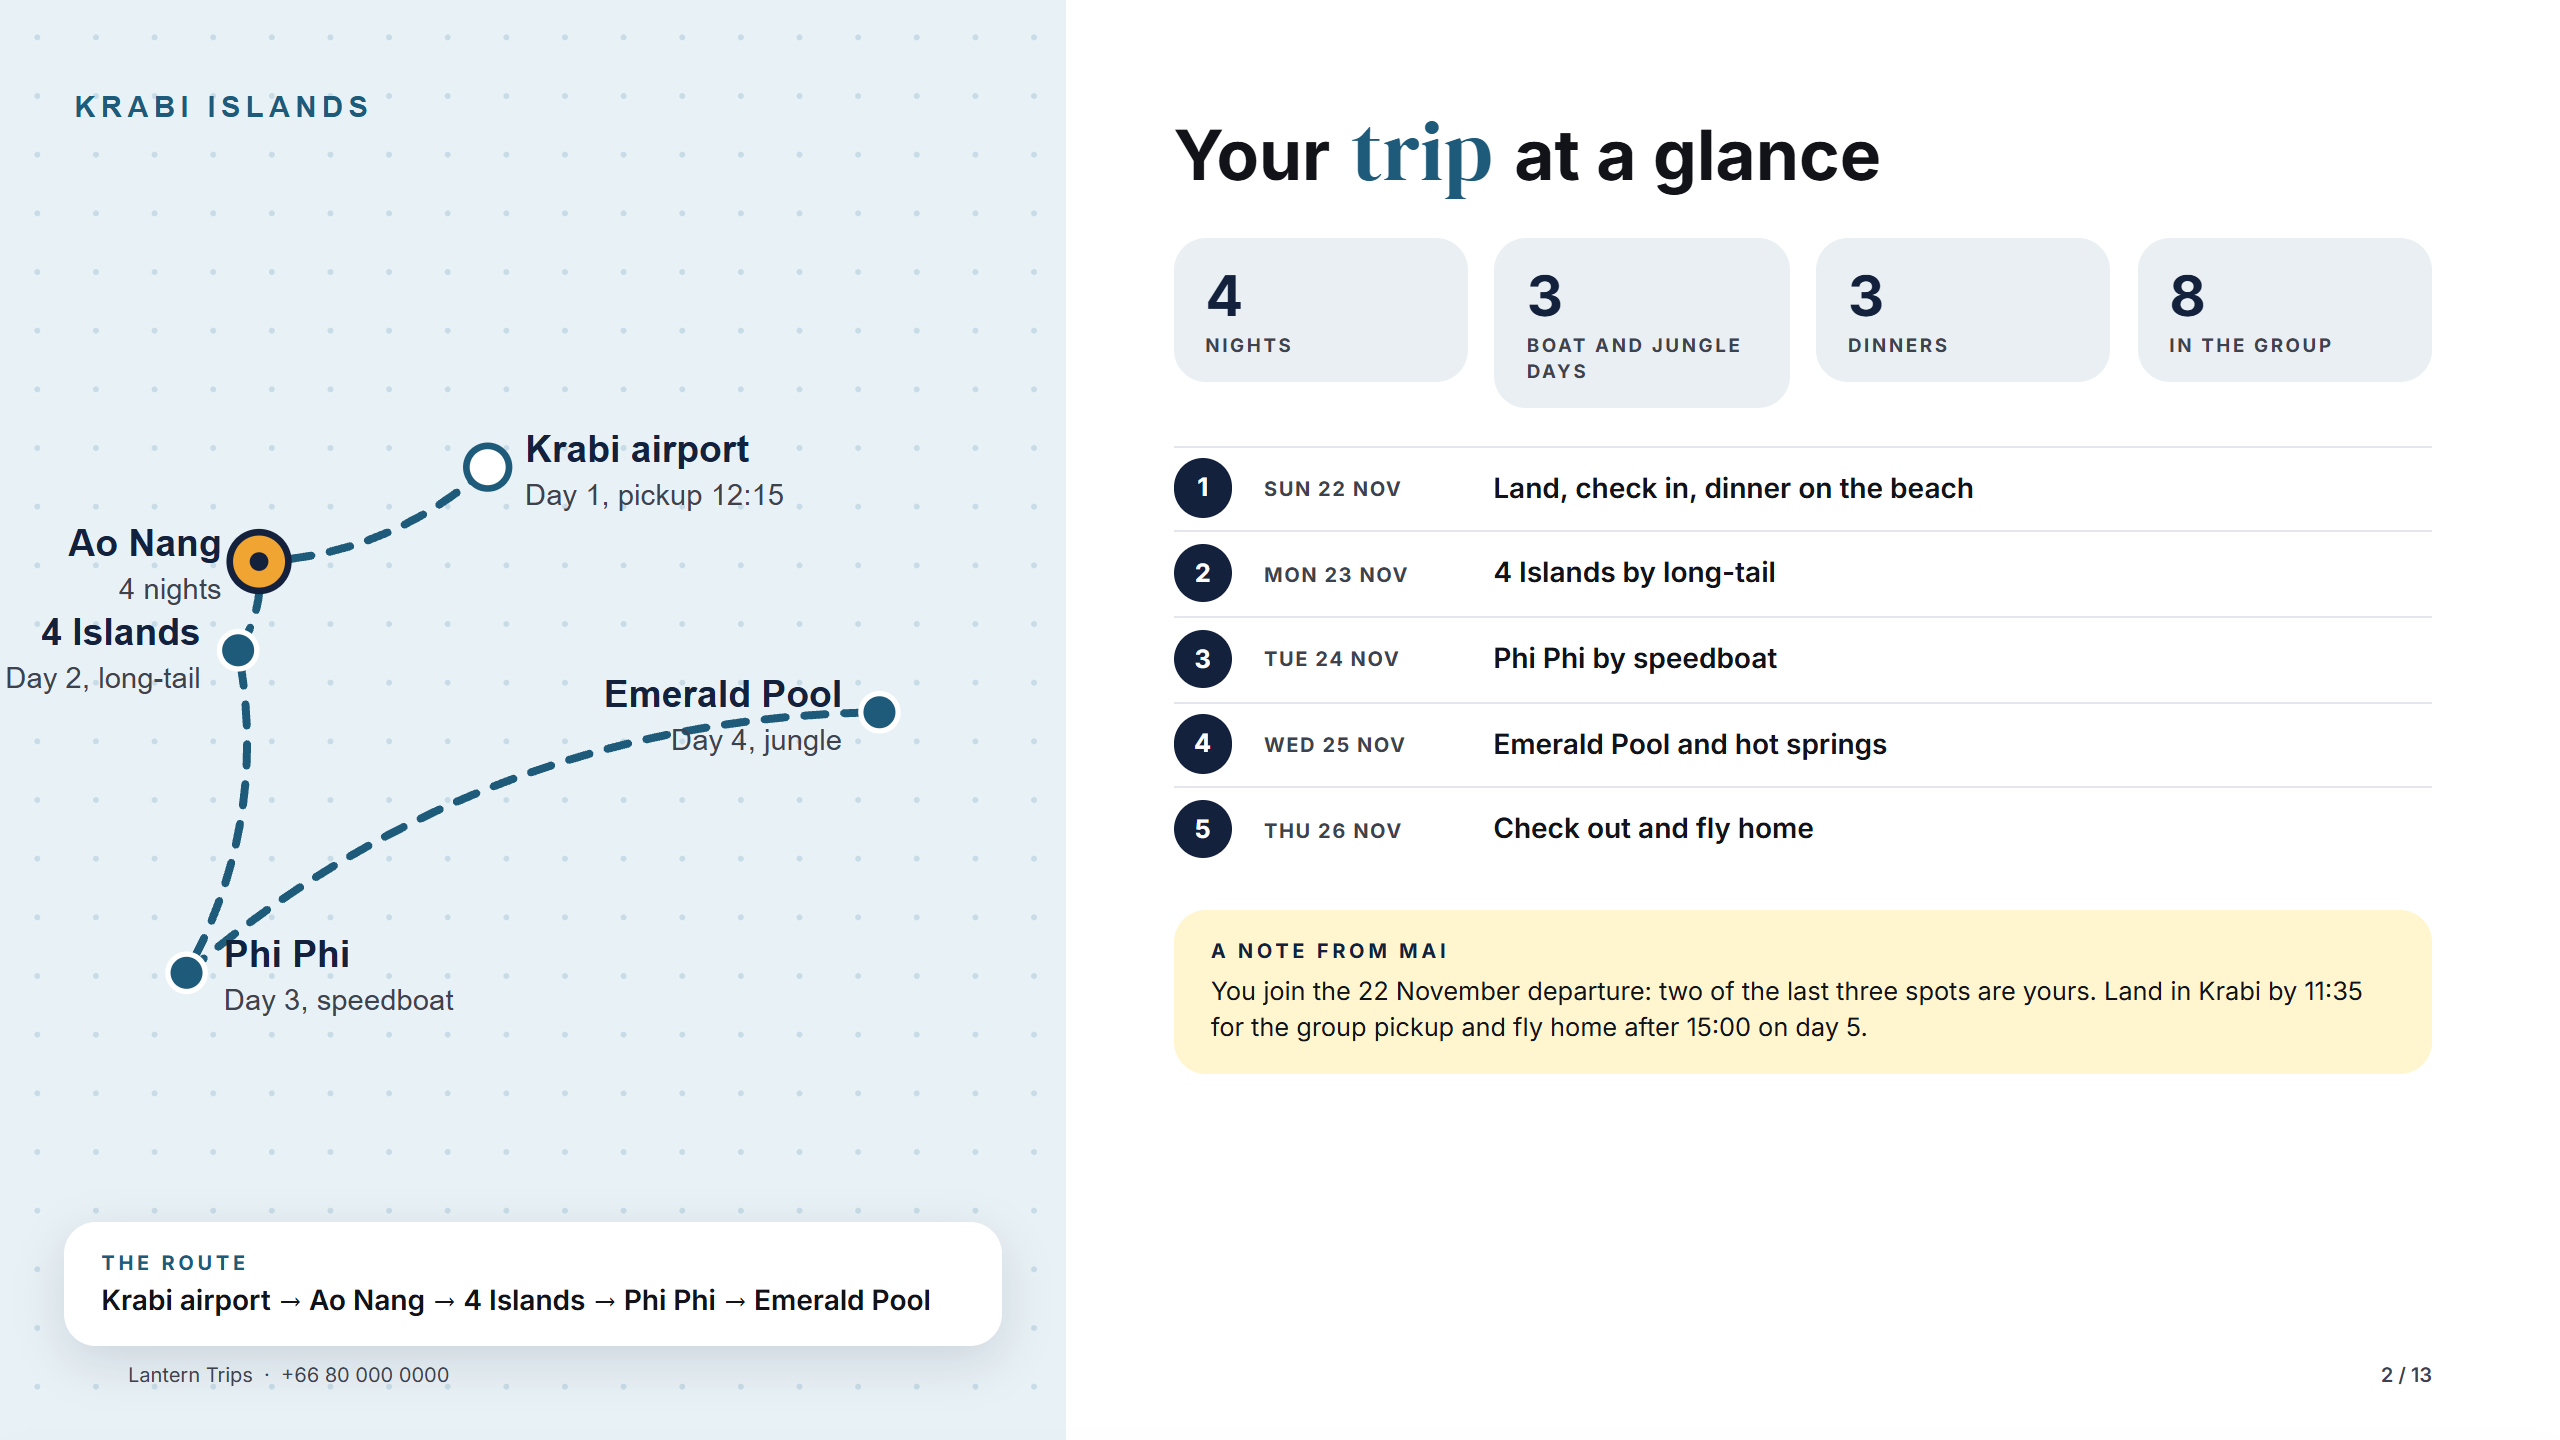 KRABI ISLANDS
Krabi airport
Day 1, pickup 12:15
Ao Nang
4 nights
4 Islands
Day 2, long-tail
Emerald Pool
Day 4, jungle
Phi Phi
Day 3, speedboat
THE ROUTE
Krabi airport → Ao Nang → 4 Islands → Phi Phi → Emerald Pool
Lantern Trips · +66 80 000 0000
Your trip at a glance
4
NIGHTS
3
BOAT AND JUNGLE
DAYS
3
DINNERS
8
IN THE GROUP
1 SUN 22 NOV Land, check in, dinner on the beach
2 MON 23 NOV 4 Islands by long-tail
3 TUE 24 NOV Phi Phi by speedboat
4 WED 25 NOV Emerald Pool and hot springs
5 THU 26 NOV Check out and fly home
A NOTE FROM MAI
You join the 22 November departure: two of the last three spots are yours. Land in Krabi by 11:35
for the group pickup and fly home after 15:00 on day 5.
2 / 13